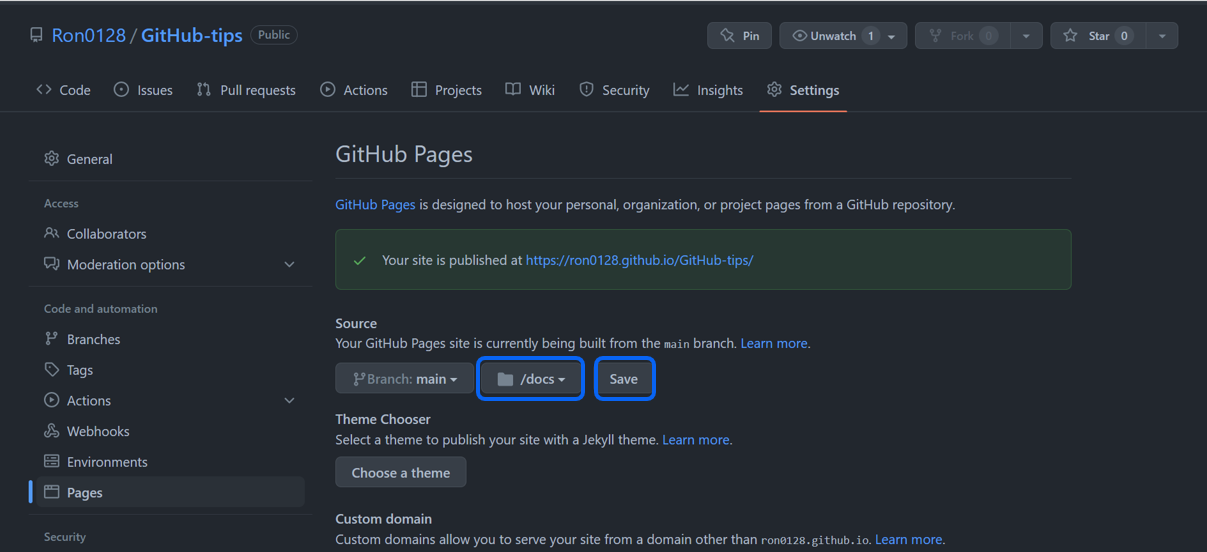 Ron0128 / GitHub-tips Public
Pin
Unwatch 1
Fork 0
Star 0
Code
Issues
Pull requests
Actions
Projects
Wiki
Security
Insights
Settings
General
Access
Collaborators
Moderation options
Code and automation
Branches
Tags
Actions
Webhooks
Environments
Pages
Security
GitHub Pages
GitHub Pages is designed to host your personal, organization, or project pages from a GitHub repository.
Your site is published at https://ron0128.github.io/GitHub-tips/
Source
Your GitHub Pages site is currently being built from the main branch. Learn more.
Branch: main
/docs
Save
Theme Chooser
Select a theme to publish your site with a Jekyll theme. Learn more.
Choose a theme
Custom domain
Custom domains allow you to serve your site from a domain other than ron0128.github.io. Learn more.